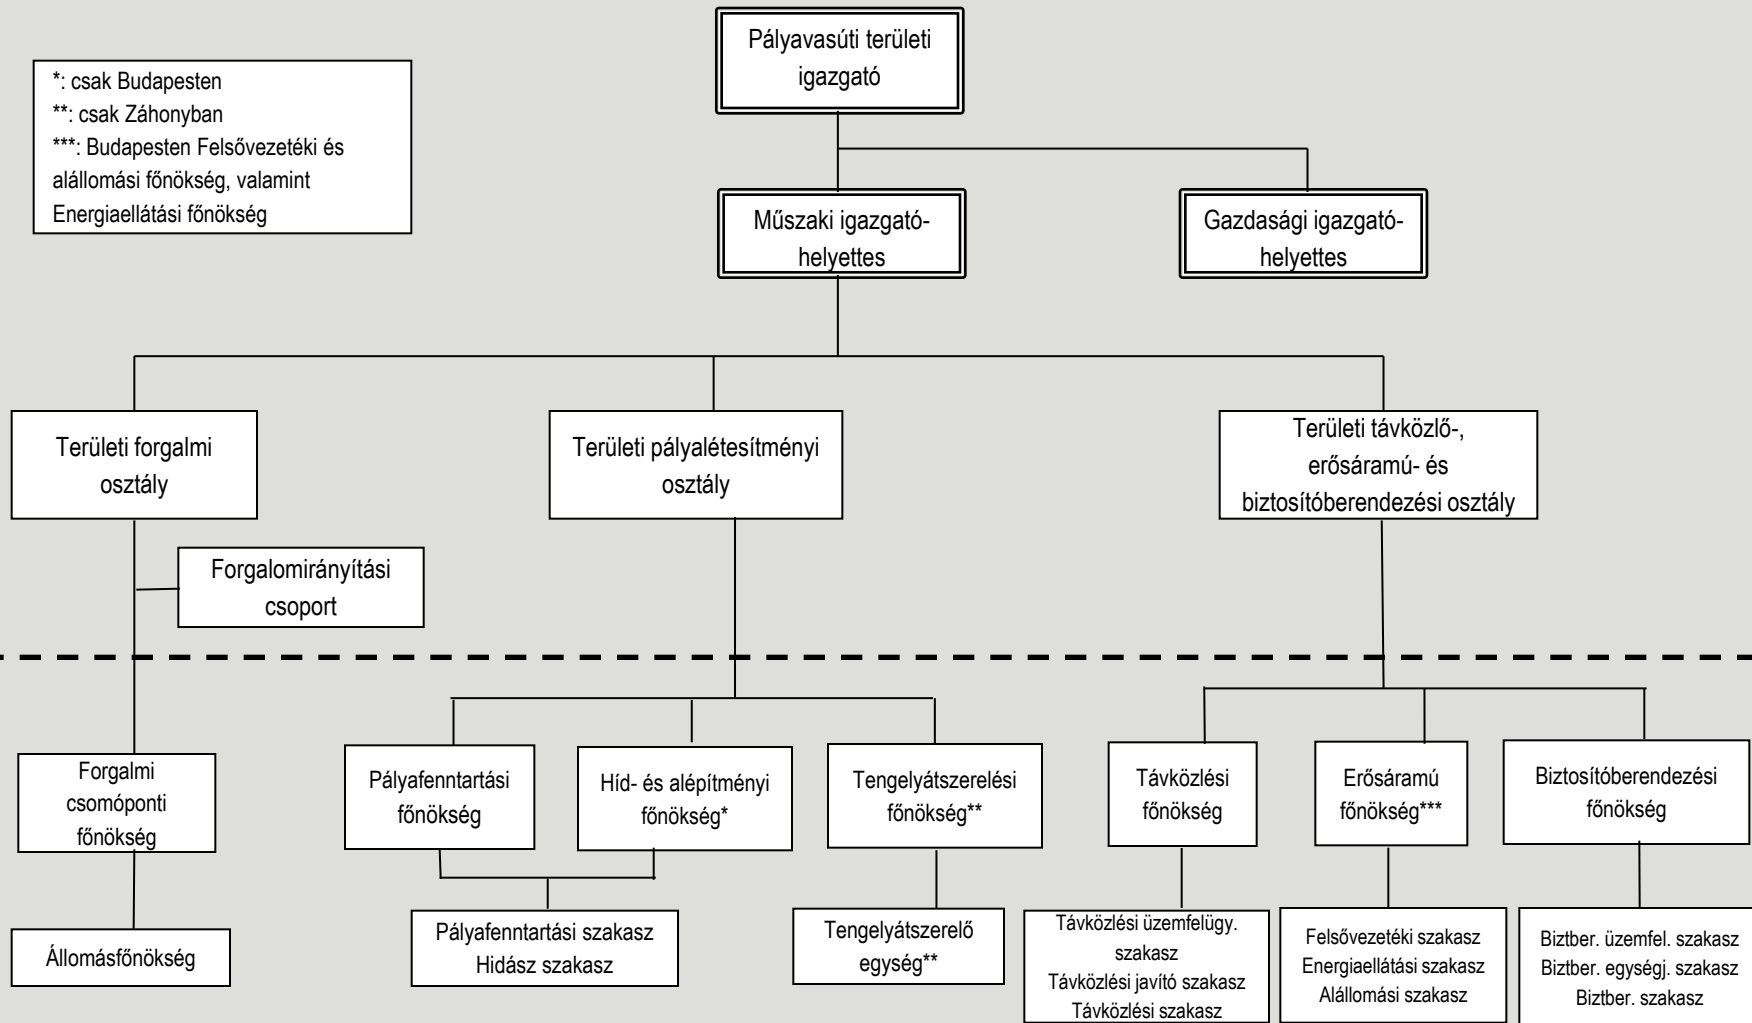 Pályavasúti területi
igazgató
*: csak Budapesten
**: csak Záhonyban
***: Budapesten Felsővezetéki és
alállomási főnökség, valamint
Energiaellátási főnökség
Műszaki igazgató-
helyettes
Gazdasági igazgató-
helyettes
Területi forgalmi
osztály
Területi pályalétesítményi
osztály
Területi távközlő-,
erősáramú- és
biztosítóberendezési osztály
Forgalomirányítási
csoport
Forgalmi
csomóponti
főnökség
Pályafenntartási
főnökség
Híd- és alépítményi
főnökség*
Tengelyátszerelési
főnökség**
Távközlési
főnökség
Erősáramú
főnökség***
Biztosítóberendezési
főnökség
Állomásfőnökség
Pályafenntartási szakasz
Hidász szakasz
Tengelyátszerelő
egység**
Távközlési üzemfelügy.
szakasz
Távközlési javító szakasz
Távközlési szakasz
Felsővezetéki szakasz
Energiaellátási szakasz
Alállomási szakasz
Biztber. üzemfel. szakasz
Biztber. egységj. szakasz
Biztber. szakasz